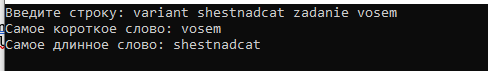 Введите строку: variant shestnadcat zadanie vosem
Самое короткое слово: vosem
Самое длинное слово: shestnadcat